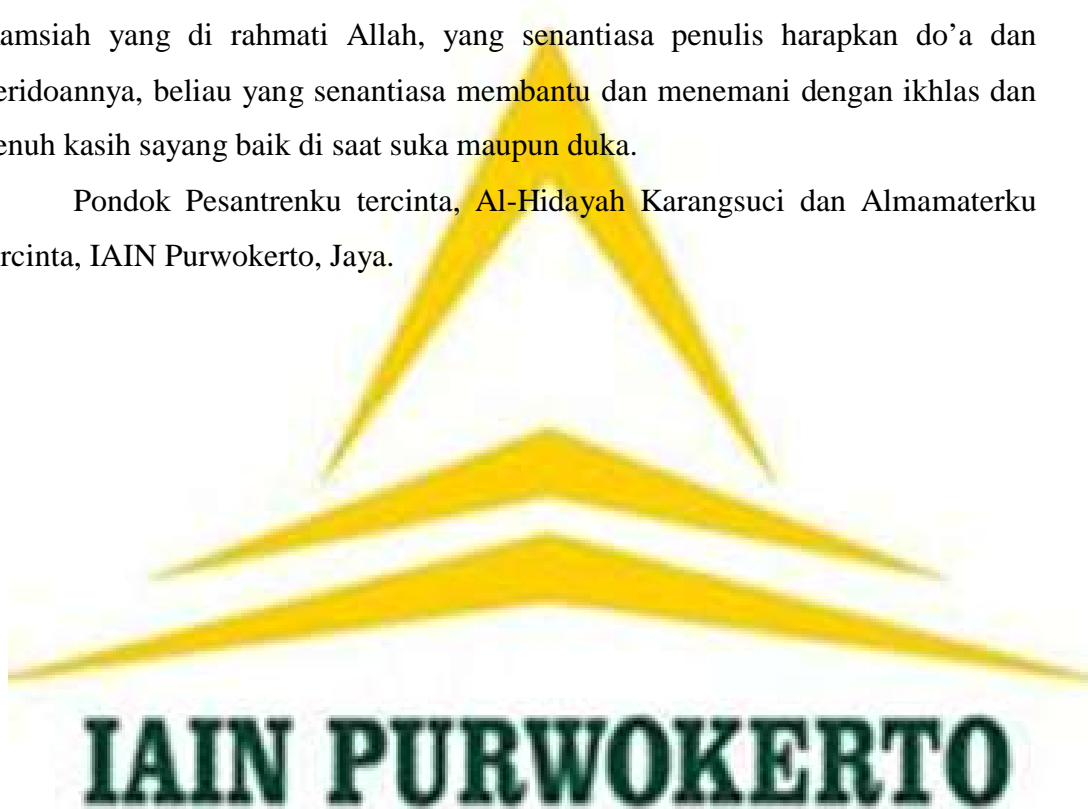 amsiah yang di rahmati Allah, yang senantiasa penulis harapkan do’a dan
eridoannya, beliau yang senantiasa membantu dan menemani dengan ikhlas dan
enuh kasih sayang baik di saat suka maupun duka.
Pondok Pesantrenku tercinta, Al-Hidayah Karangsuci dan Almamaterku
ercinta, IAIN Purwokerto, Jaya.
IAIN PURWOKERTO